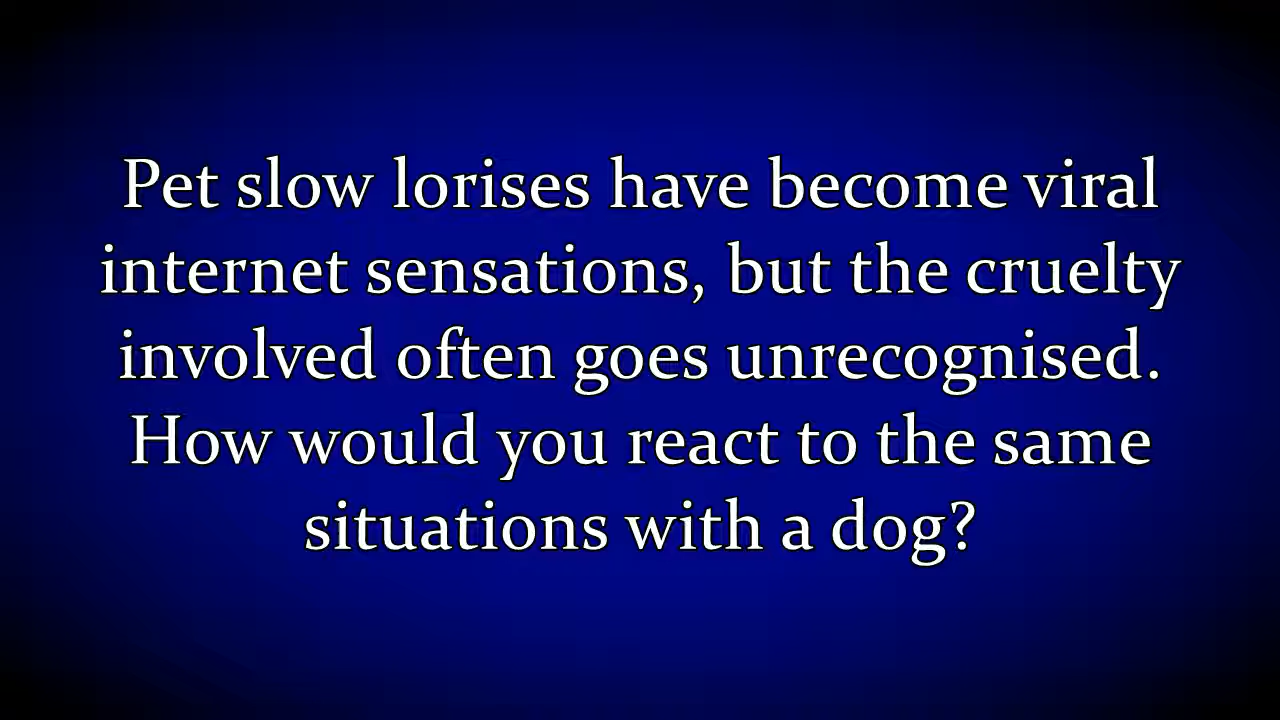 Pet slow lorises have become viral
internet sensations, but the cruelty
involved often goes unrecognised.
How would you react to the same
situations with a dog?